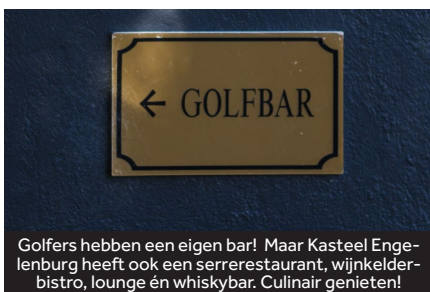 ← GOLFBAR
Golfers hebben een eigen bar! Maar Kasteel Enge-
lenburg heeft ook een serrerestaurant, wijnkelder-
bistro, lounge én whiskybar. Culinair genieten!